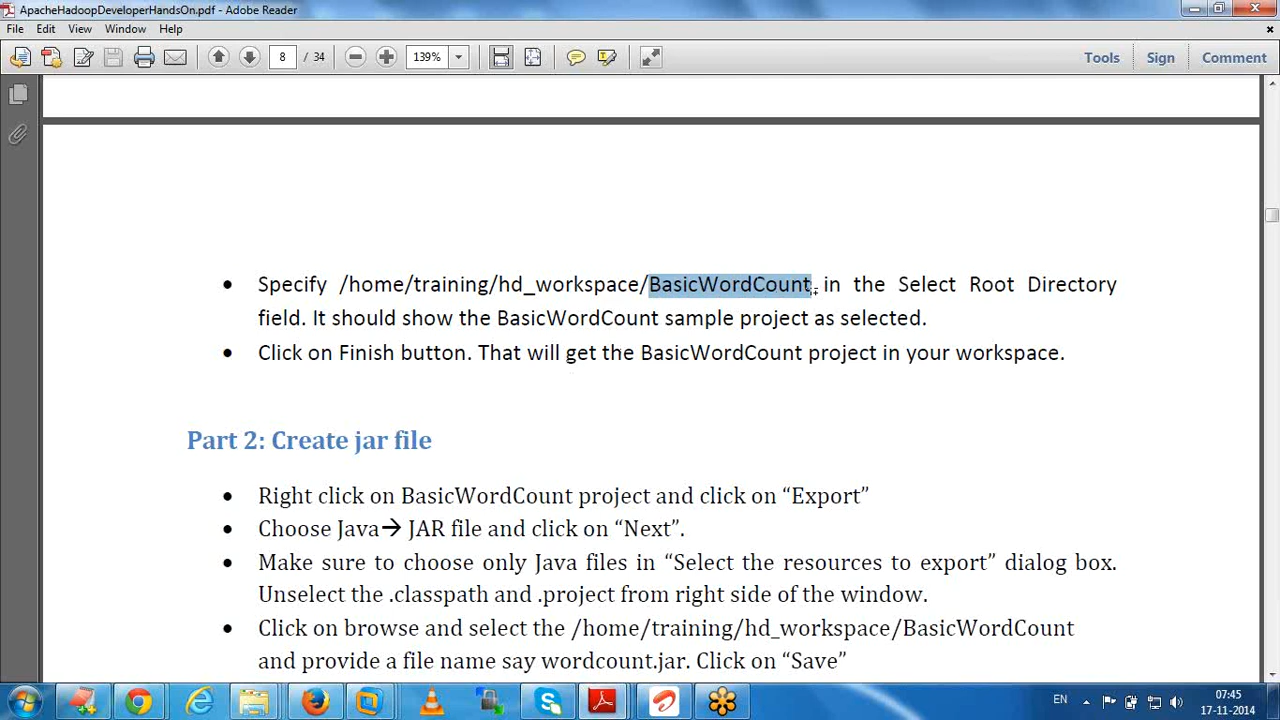 ApacheHadoopDeveloperHandsOn.pdf - Adobe Reader
File Edit View Window Help
8 / 34 139% Tools Sign Comment
• Specify /home/training/hd_workspace/BasicWordCount in the Select Root Directory
field. It should show the BasicWordCount sample project as selected.
• Click on Finish button. That will get the BasicWordCount project in your workspace.
Part 2: Create jar file
• Right click on BasicWordCount project and click on “Export”
• Choose Java→ JAR file and click on “Next”.
• Make sure to choose only Java files in “Select the resources to export” dialog box.
Unselect the .classpath and .project from right side of the window.
• Click on browse and select the /home/training/hd_workspace/BasicWordCount
and provide a file name say wordcount.jar. Click on “Save”
EN 07:45
17-11-2014